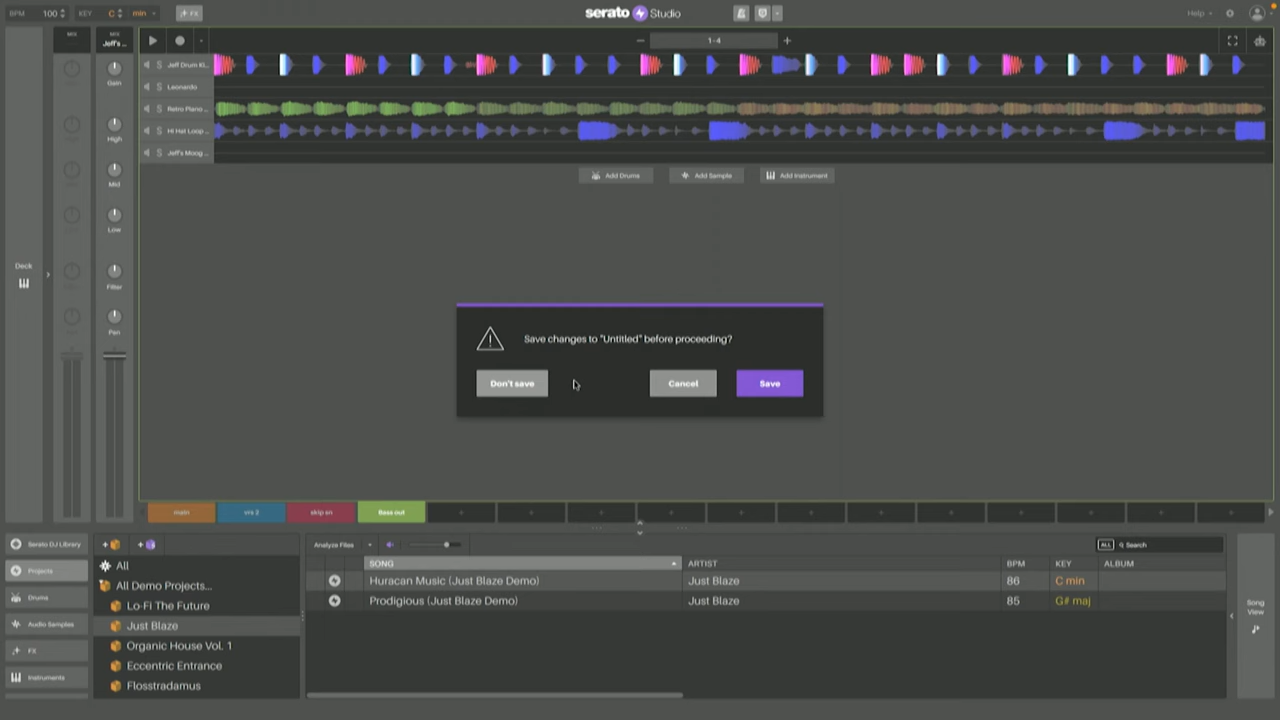 BPM 100 KEY C min FX
serato Studio
Help
MIX MIX
Jeff's ...
1-4
Jeff Drum Ki...
Leonardo
Retro Piano ...
Hi Hat Loop ...
Jeff's Moog ...
Gain
High
Mid
Low
Filter
Pan
Deck
Add Drums Add Sample Add Instrument
Save changes to "Untitled" before proceeding?
Don't save Cancel Save
main vrs 2 skip en Bass out
Serato DJ Library
Projects
Drums
Audio Samples
FX
Instruments
All
All Demo Projects...
Lo-Fi The Future
Just Blaze
Organic House Vol. 1
Eccentric Entrance
Flosstradamus
Analyze Files ALL Search
SONG ARTIST BPM KEY ALBUM
Huracan Music (Just Blaze Demo) Just Blaze 86 C min
Prodigious (Just Blaze Demo) Just Blaze 85 G# maj
Song
View